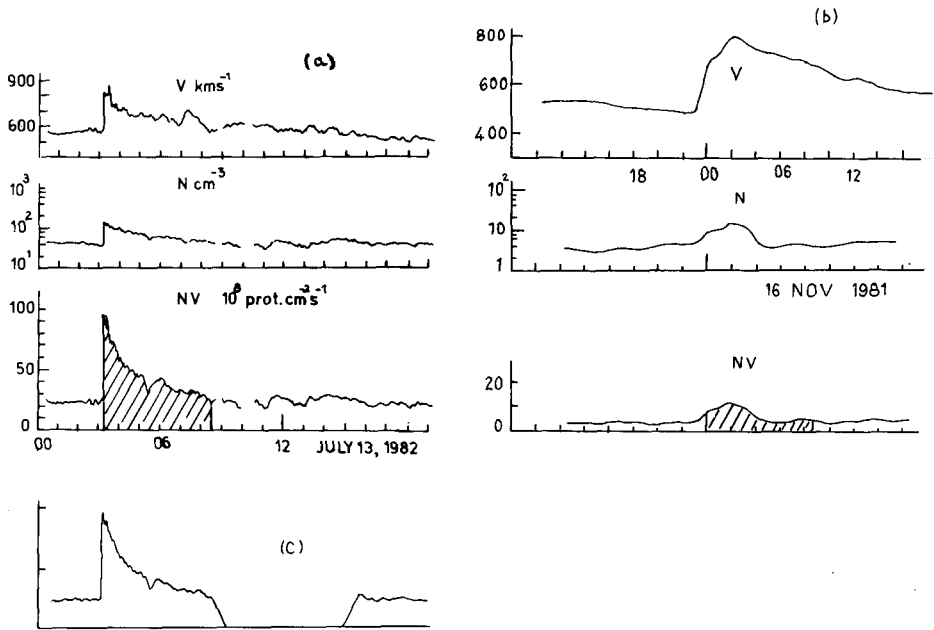 (a)
V kms⁻¹
900
600
N cm⁻³
10³
10²
10¹
NV 10⁸ prot.cm⁻²s⁻¹
100
50
0
00 06 12 JULY 13, 1982
(b)
800
600
400
V
18 00 06 12
N
10²
10
1
16 NOV 1981
NV
20
0
(C)